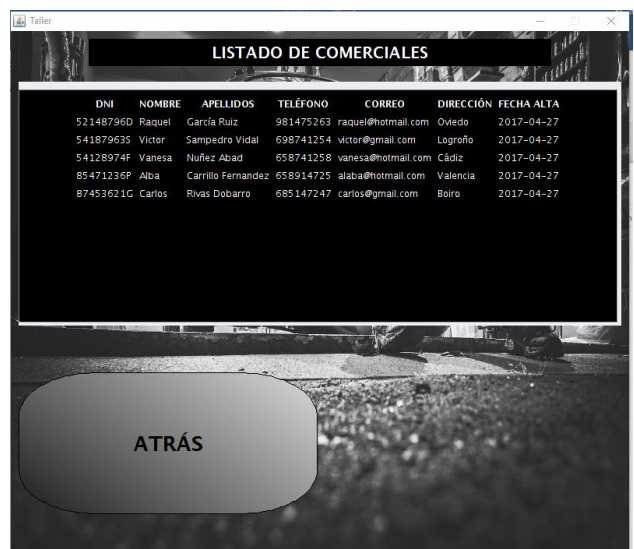 Taller
LISTADO DE COMERCIALES
DNI NOMBRE APELLIDOS TELÉFONO CORREO DIRECCIÓN FECHA ALTA
52148796D Raquel García Ruiz 981475263 raquel@hotmail.com Oviedo 2017-04-27
54187963S Victor Sampedro Vidal 698741254 victor@gmail.com Logroño 2017-04-27
54128974F Vanesa Nuñez Abad 658741258 vanesa@hotmail.com Cádiz 2017-04-27
85471236P Alba Carrillo Fernandez 658914725 alaba@hotmail.com Valencia 2017-04-27
87453621G Carlos Rivas Dobarro 685147247 carlos@gmail.com Boiro 2017-04-27
ATRÁS